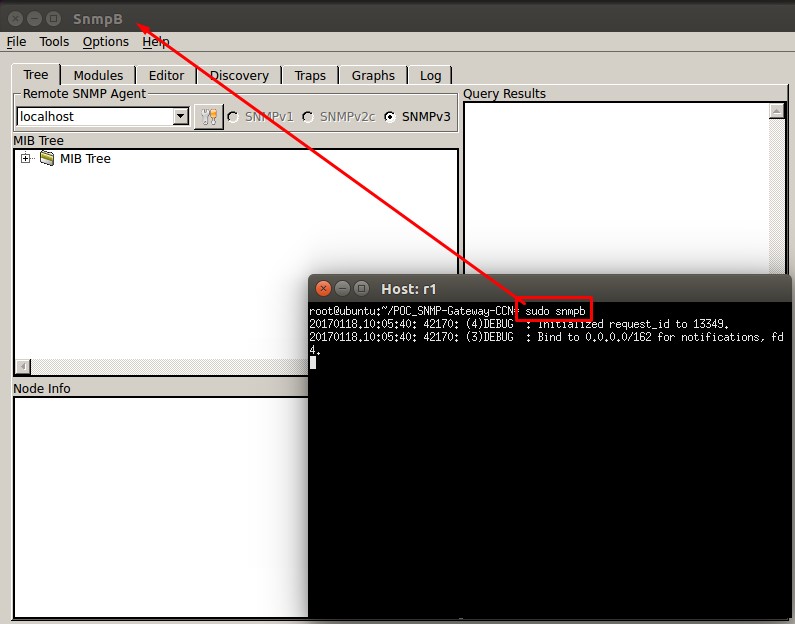 SnmpB
File Tools Options Help
Tree Modules Editor Discovery Traps Graphs Log
Remote SNMP Agent
localhost SNMPv1 SNMPv2c SNMPv3
MIB Tree
MIB Tree
Query Results
Node Info
Host: r1
root@ubuntu:~/POC_SNMP-Gateway-CCN# sudo snmpb
20170118.10:05:40: 42170: (4)DEBUG : Initialized request_id to 13349.
20170118.10:05:40: 42170: (3)DEBUG : Bind to 0.0.0.0/162 for notifications, fd
4.